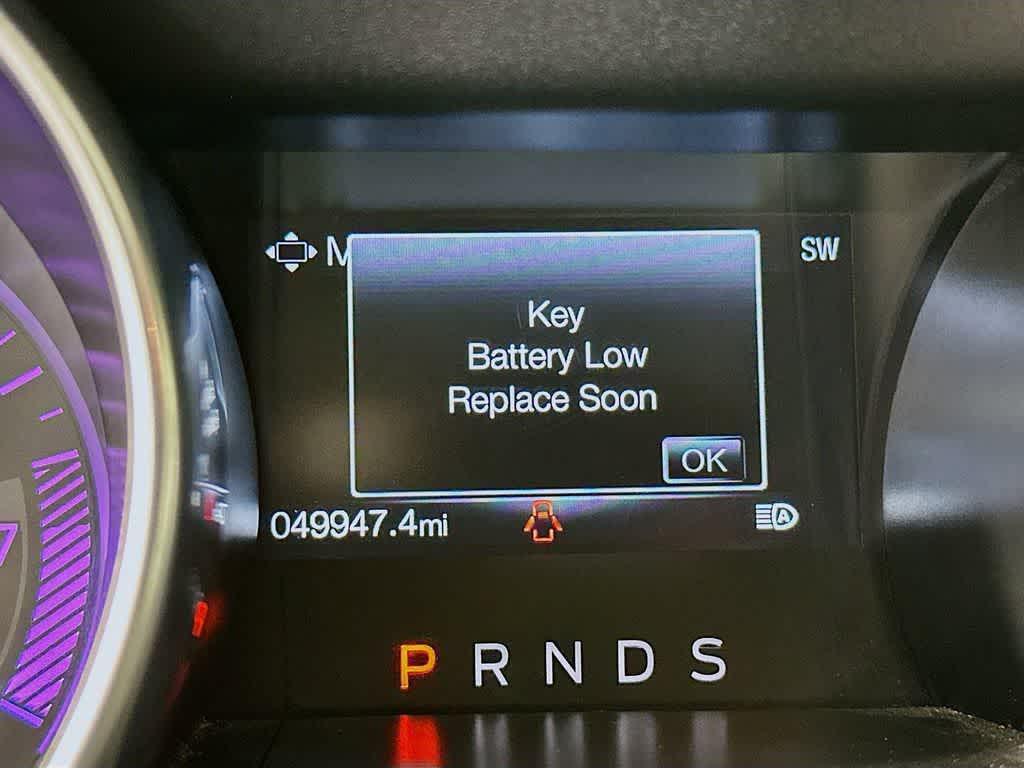 M
SW
Key
Battery Low
Replace Soon
OK
049947.4mi
A
P R N D S